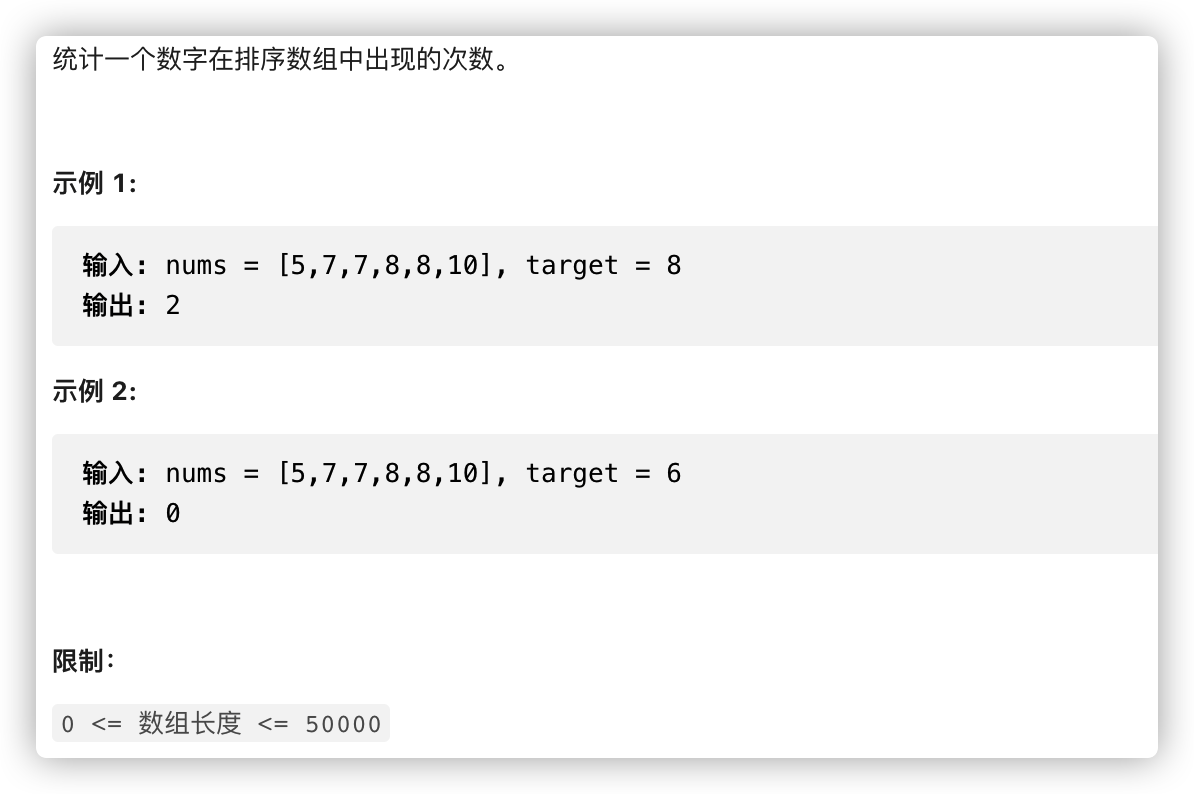 统计一个数字在排序数组中出现的次数。
示例 1:
输入: nums = [5,7,7,8,8,10], target = 8
输出: 2
示例 2:
输入: nums = [5,7,7,8,8,10], target = 6
输出: 0
限制：
0 <= 数组长度 <= 50000